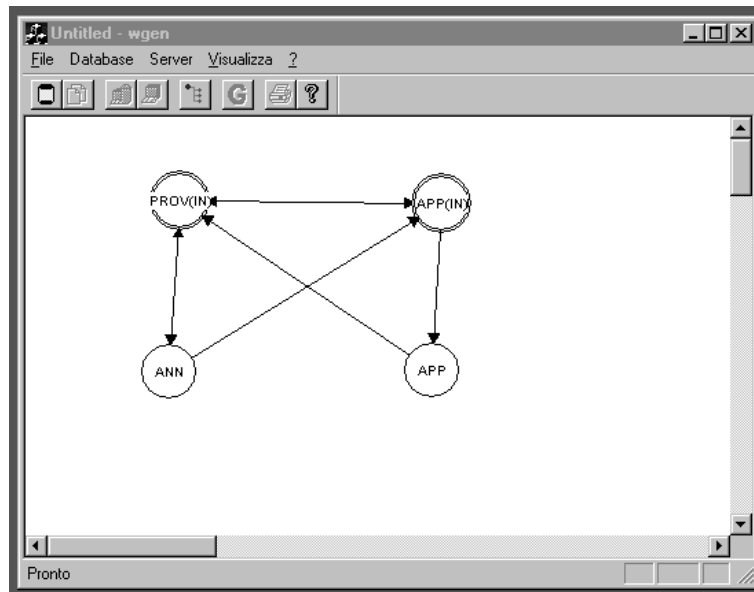 Untitled - wgen
File Database Server Visualizza ?
G ?
PROV(IN) APP(IN)
ANN APP
Pronto